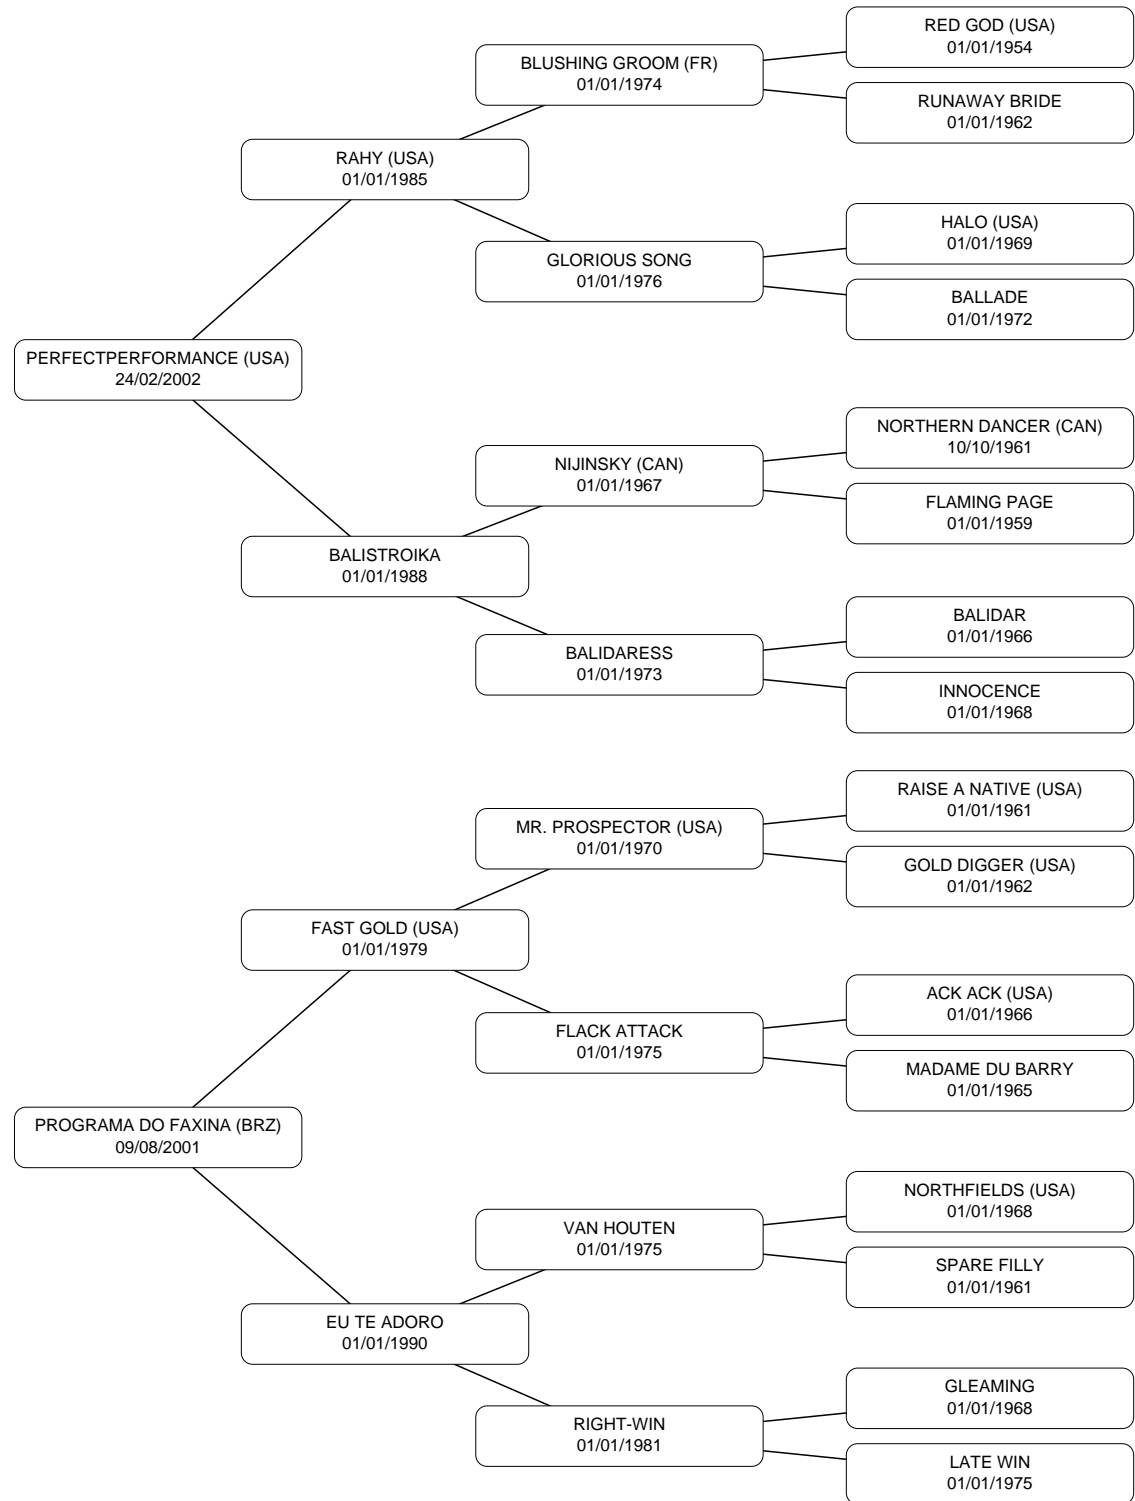 RED GOD (USA)
01/01/1954
BLUSHING GROOM (FR)
01/01/1974
RUNAWAY BRIDE
01/01/1962
RAHY (USA)
01/01/1985
HALO (USA)
01/01/1969
GLORIOUS SONG
01/01/1976
BALLADE
01/01/1972
PERFECTPERFORMANCE (USA)
24/02/2002
NORTHERN DANCER (CAN)
10/10/1961
NIJINSKY (CAN)
01/01/1967
FLAMING PAGE
01/01/1959
BALISTROIKA
01/01/1988
BALIDAR
01/01/1966
BALIDARESS
01/01/1973
INNOCENCE
01/01/1968
RAISE A NATIVE (USA)
01/01/1961
MR. PROSPECTOR (USA)
01/01/1970
GOLD DIGGER (USA)
01/01/1962
FAST GOLD (USA)
01/01/1979
ACK ACK (USA)
01/01/1966
FLACK ATTACK
01/01/1975
MADAME DU BARRY
01/01/1965
PROGRAMA DO FAXINA (BRZ)
09/08/2001
NORTHFIELDS (USA)
01/01/1968
VAN HOUTEN
01/01/1975
SPARE FILLY
01/01/1961
EU TE ADORO
01/01/1990
GLEAMING
01/01/1968
RIGHT-WIN
01/01/1981
LATE WIN
01/01/1975